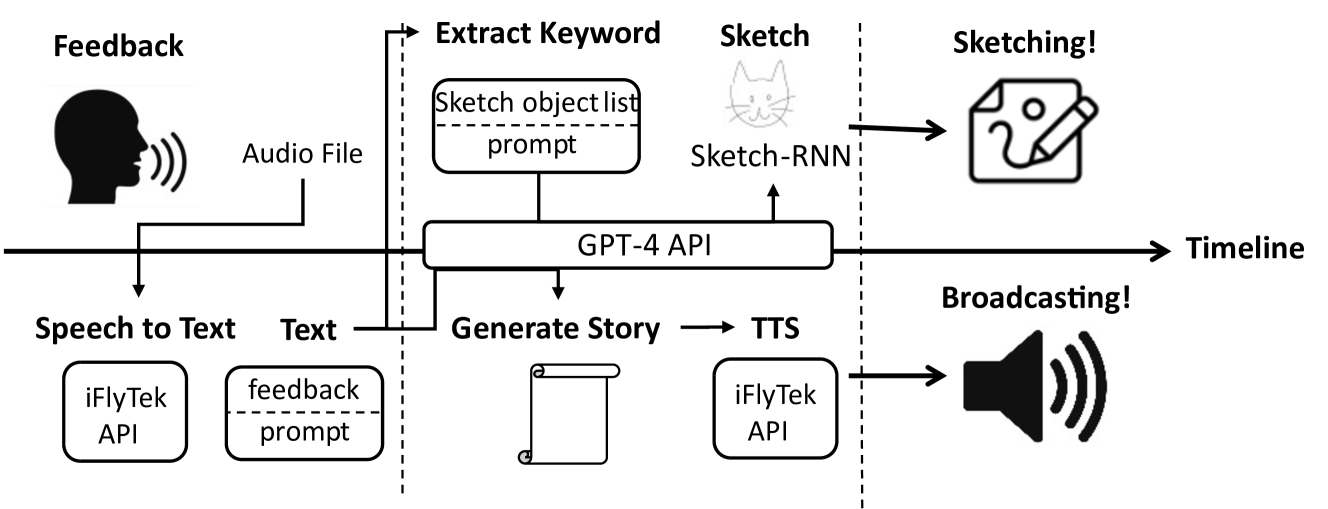 Feedback
Audio File
Speech to Text
iFlyTek
API
Text
feedback
prompt
Extract Keyword
Sketch object list
prompt
Sketch
Sketch-RNN
GPT-4 API
Generate Story
TTS
iFlyTek
API
Sketching!
Timeline
Broadcasting!